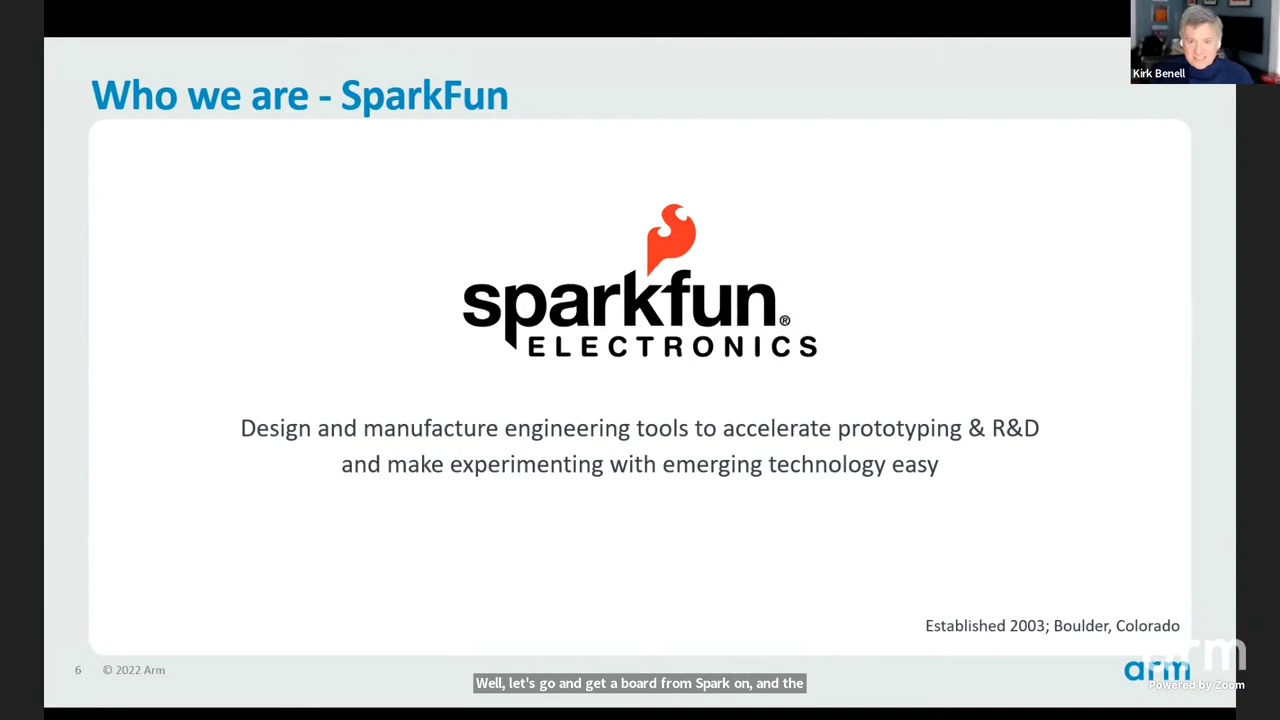 Kirk Benell
Who we are - SparkFun
sparkfun®
ELECTRONICS
Design and manufacture engineering tools to accelerate prototyping & R&D
and make experimenting with emerging technology easy
Established 2003; Boulder, Colorado
6 © 2022 Arm
arm
arm
Powered by Zoom
Well, let's go and get a board from Spark on, and the